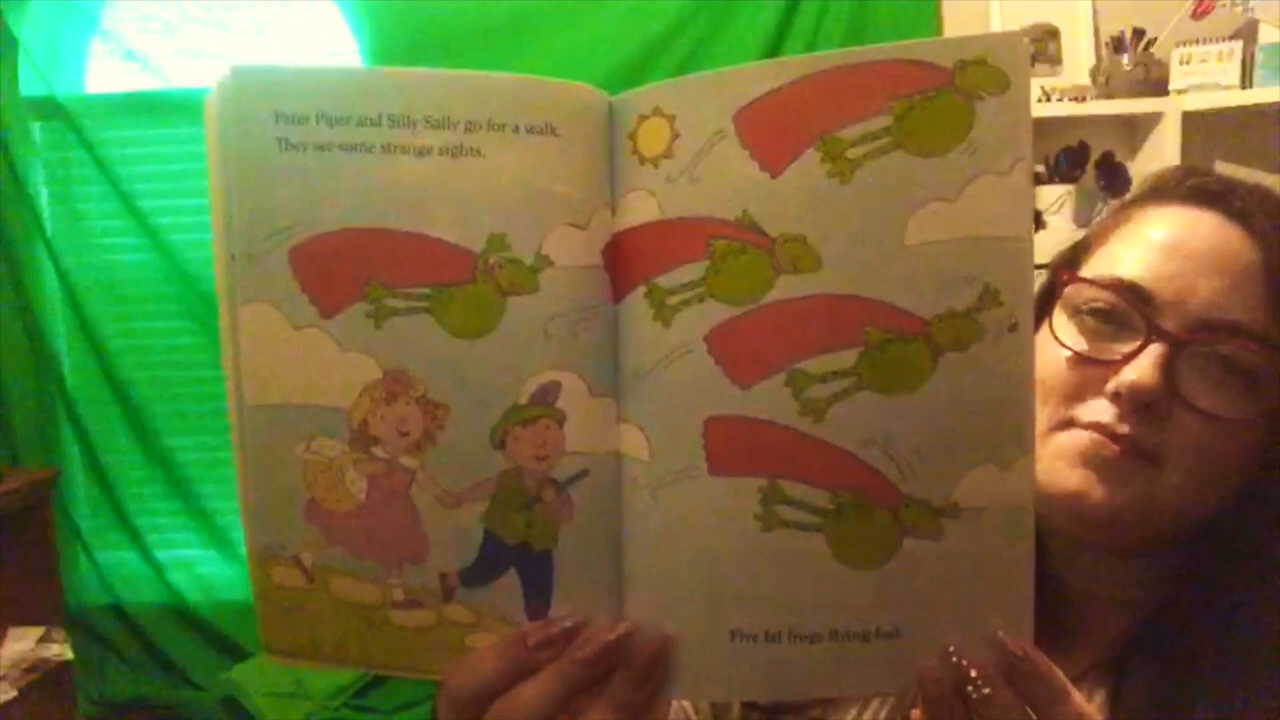 Peter Piper and Silly Sally go for a walk.
They see some strange sights.
Five fat frogs flying fast.